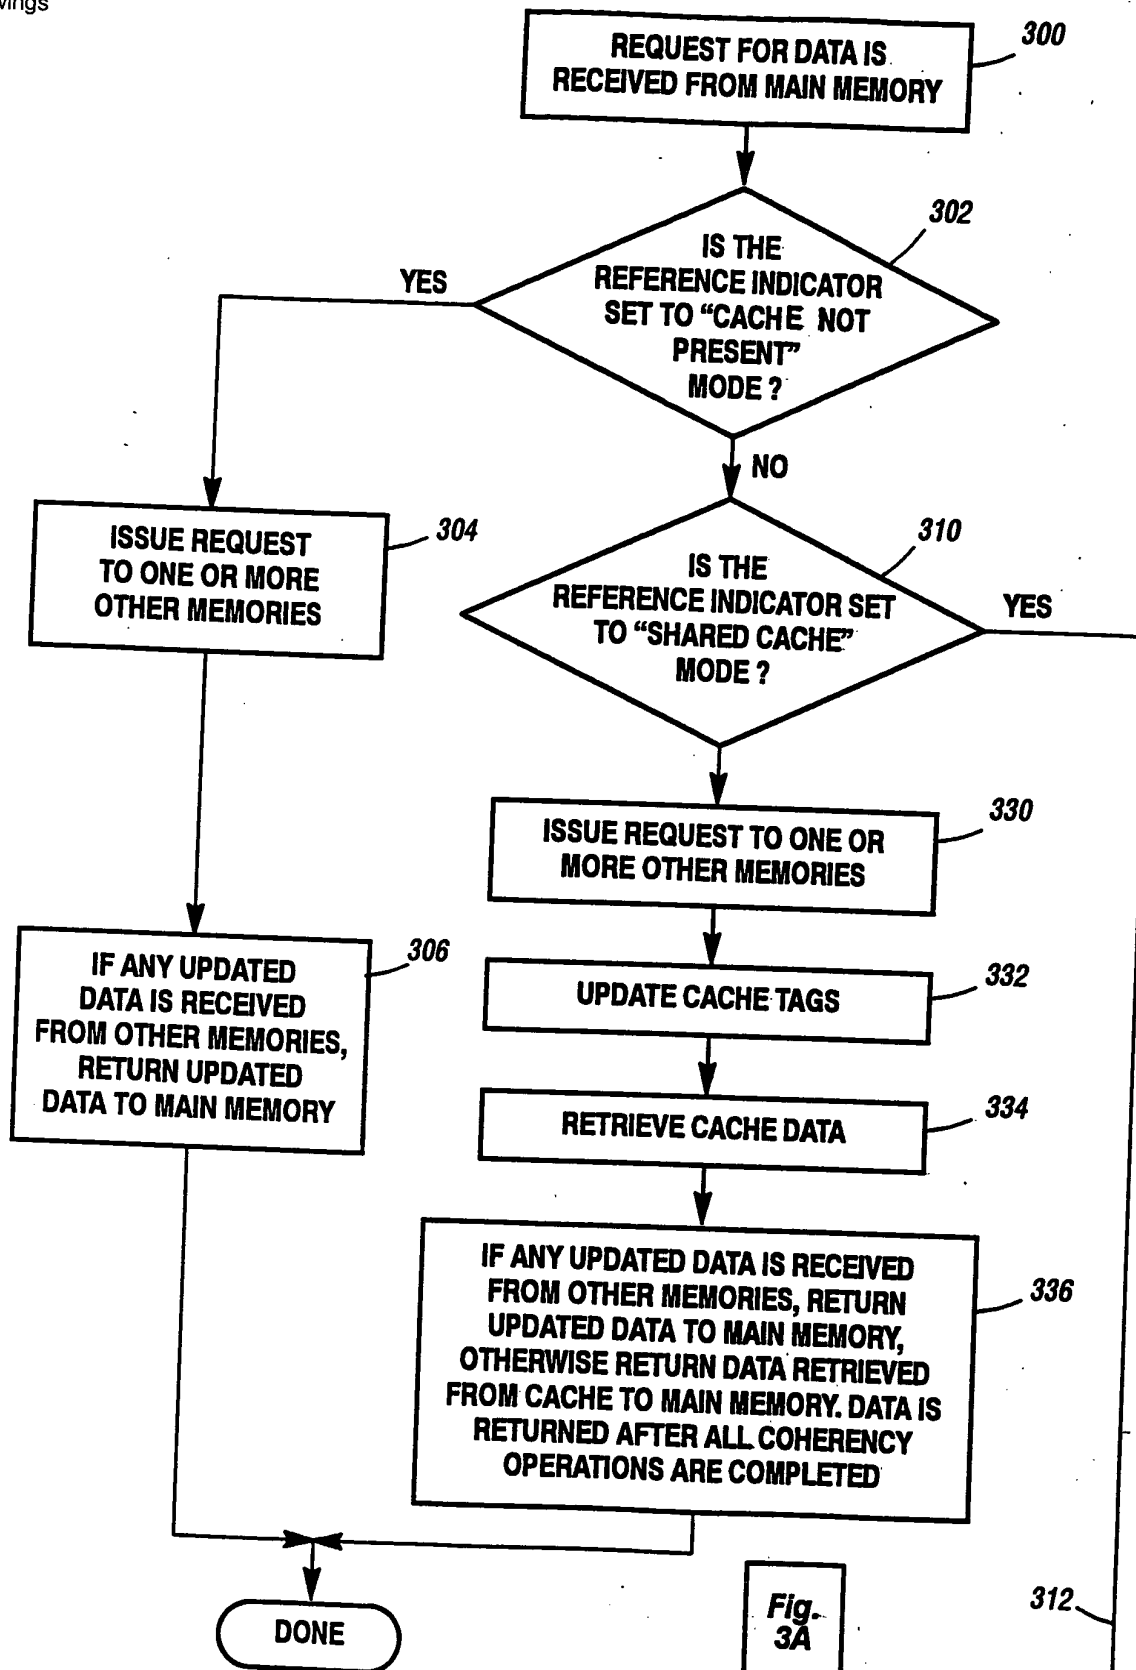 REQUEST FOR DATA IS
RECEIVED FROM MAIN MEMORY
300
302
IS THE
REFERENCE INDICATOR
SET TO “CACHE NOT
PRESENT”
MODE ?
YES
NO
ISSUE REQUEST
TO ONE OR MORE
OTHER MEMORIES
304
310
IS THE
REFERENCE INDICATOR SET
TO “SHARED CACHE”
MODE ?
YES
ISSUE REQUEST TO ONE OR
MORE OTHER MEMORIES
330
IF ANY UPDATED
DATA IS RECEIVED
FROM OTHER MEMORIES,
RETURN UPDATED
DATA TO MAIN MEMORY
306
UPDATE CACHE TAGS
332
RETRIEVE CACHE DATA
334
IF ANY UPDATED DATA IS RECEIVED
FROM OTHER MEMORIES, RETURN
UPDATED DATA TO MAIN MEMORY,
OTHERWISE RETURN DATA RETRIEVED
FROM CACHE TO MAIN MEMORY. DATA IS
RETURNED AFTER ALL COHERENCY
OPERATIONS ARE COMPLETED
336
DONE
Fig.
3A
312